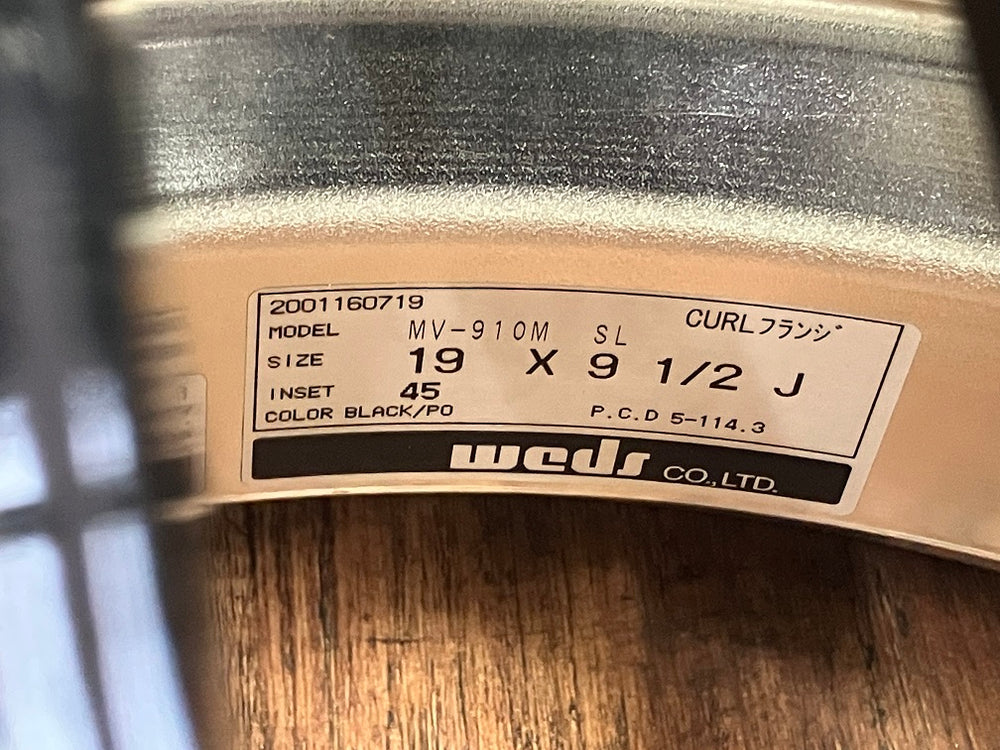 2001160719
CURLフランジ
MODEL MV-910M SL
SIZE 19 X 9 1/2 J
INSET 45
COLOR BLACK/PO P.C.D 5-114.3
weds CO.,LTD.